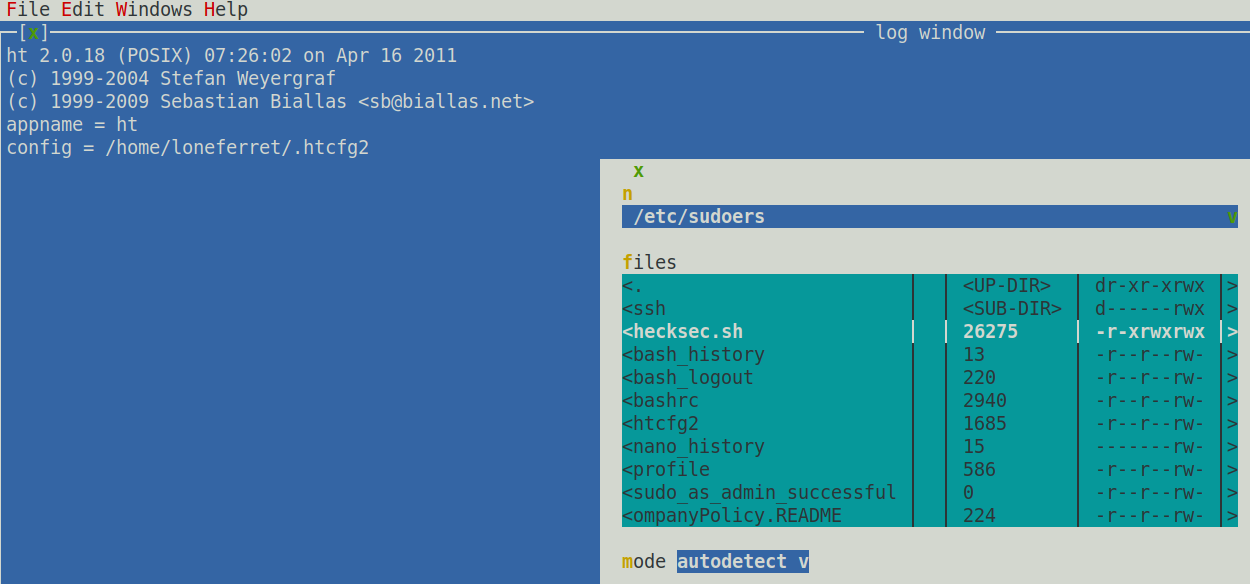 File Edit Windows Help
[x] log window
ht 2.0.18 (POSIX) 07:26:02 on Apr 16 2011
(c) 1999-2004 Stefan Weyergraf
(c) 1999-2009 Sebastian Biallas <sb@biallas.net>
appname = ht
config = /home/loneferret/.htcfg2
x
n
/etc/sudoers v
files
<. <UP-DIR> dr-xr-xrwx >
<ssh <SUB-DIR> d------rwx >
<hecksec.sh 26275 -r-xrwxrwx >
<bash_history 13 -r--r--rw- >
<bash_logout 220 -r--r--rw- >
<bashrc 2940 -r--r--rw- >
<htcfg2 1685 -r--r--rw- >
<nano_history 15 -------rw- >
<profile 586 -r--r--rw- >
<sudo_as_admin_successful 0 -r--r--rw- >
<ompanyPolicy.README 224 -r--r--rw- >
mode autodetect v